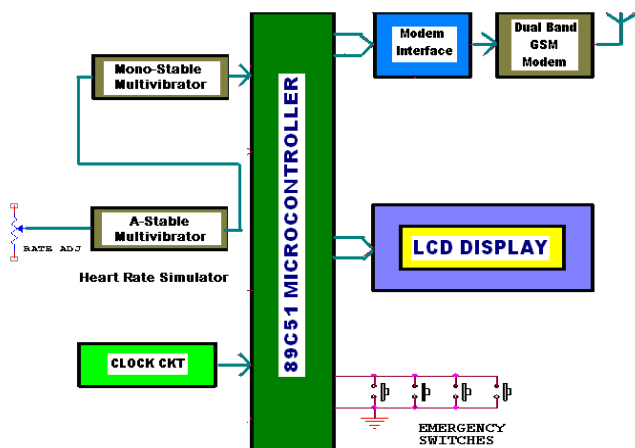 Mono-Stable
Multivibrator
A-Stable
Multivibrator
RATE ADJ
Heart Rate Simulator
CLOCK CKT
89C51 MICROCONTROLLER
Modem
Interface
Dual Band
GSM
Modem
LCD DISPLAY
EMERGENCY
SWITCHES